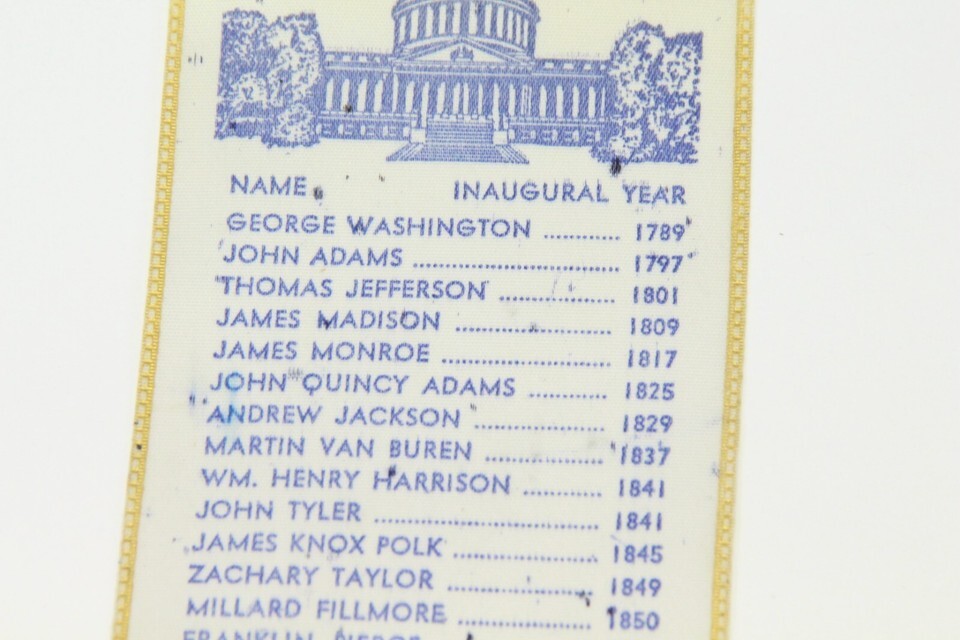 NAME INAUGURAL YEAR
GEORGE WASHINGTON .......... 1789
JOHN ADAMS .......................... 1797
THOMAS JEFFERSON ............... 1801
JAMES MADISON ..................... 1809
JAMES MONROE ....................... 1817
JOHN QUINCY ADAMS .......... 1825
ANDREW JACKSON ................ 1829
MARTIN VAN BUREN ............... 1837
WM. HENRY HARRISON .......... 1841
JOHN TYLER ............................. 1841
JAMES KNOX POLK .................. 1845
ZACHARY TAYLOR ................... 1849
MILLARD FILLMORE .................. 1850
FRANKLIN PIERCE